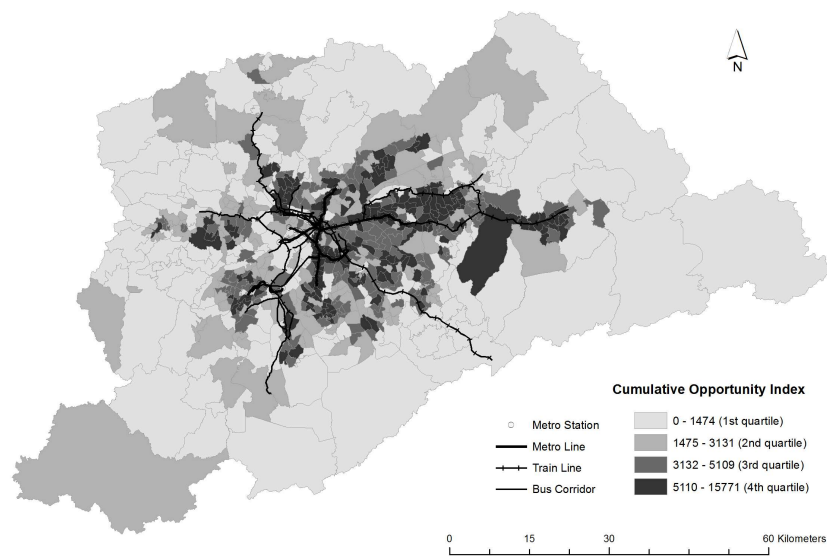 N
Cumulative Opportunity Index
Metro Station
Metro Line
Train Line
Bus Corridor
0 - 1474 (1st quartile)
1475 - 3131 (2nd quartile)
3132 - 5109 (3rd quartile)
5110 - 15771 (4th quartile)
0 15 30 60 Kilometers